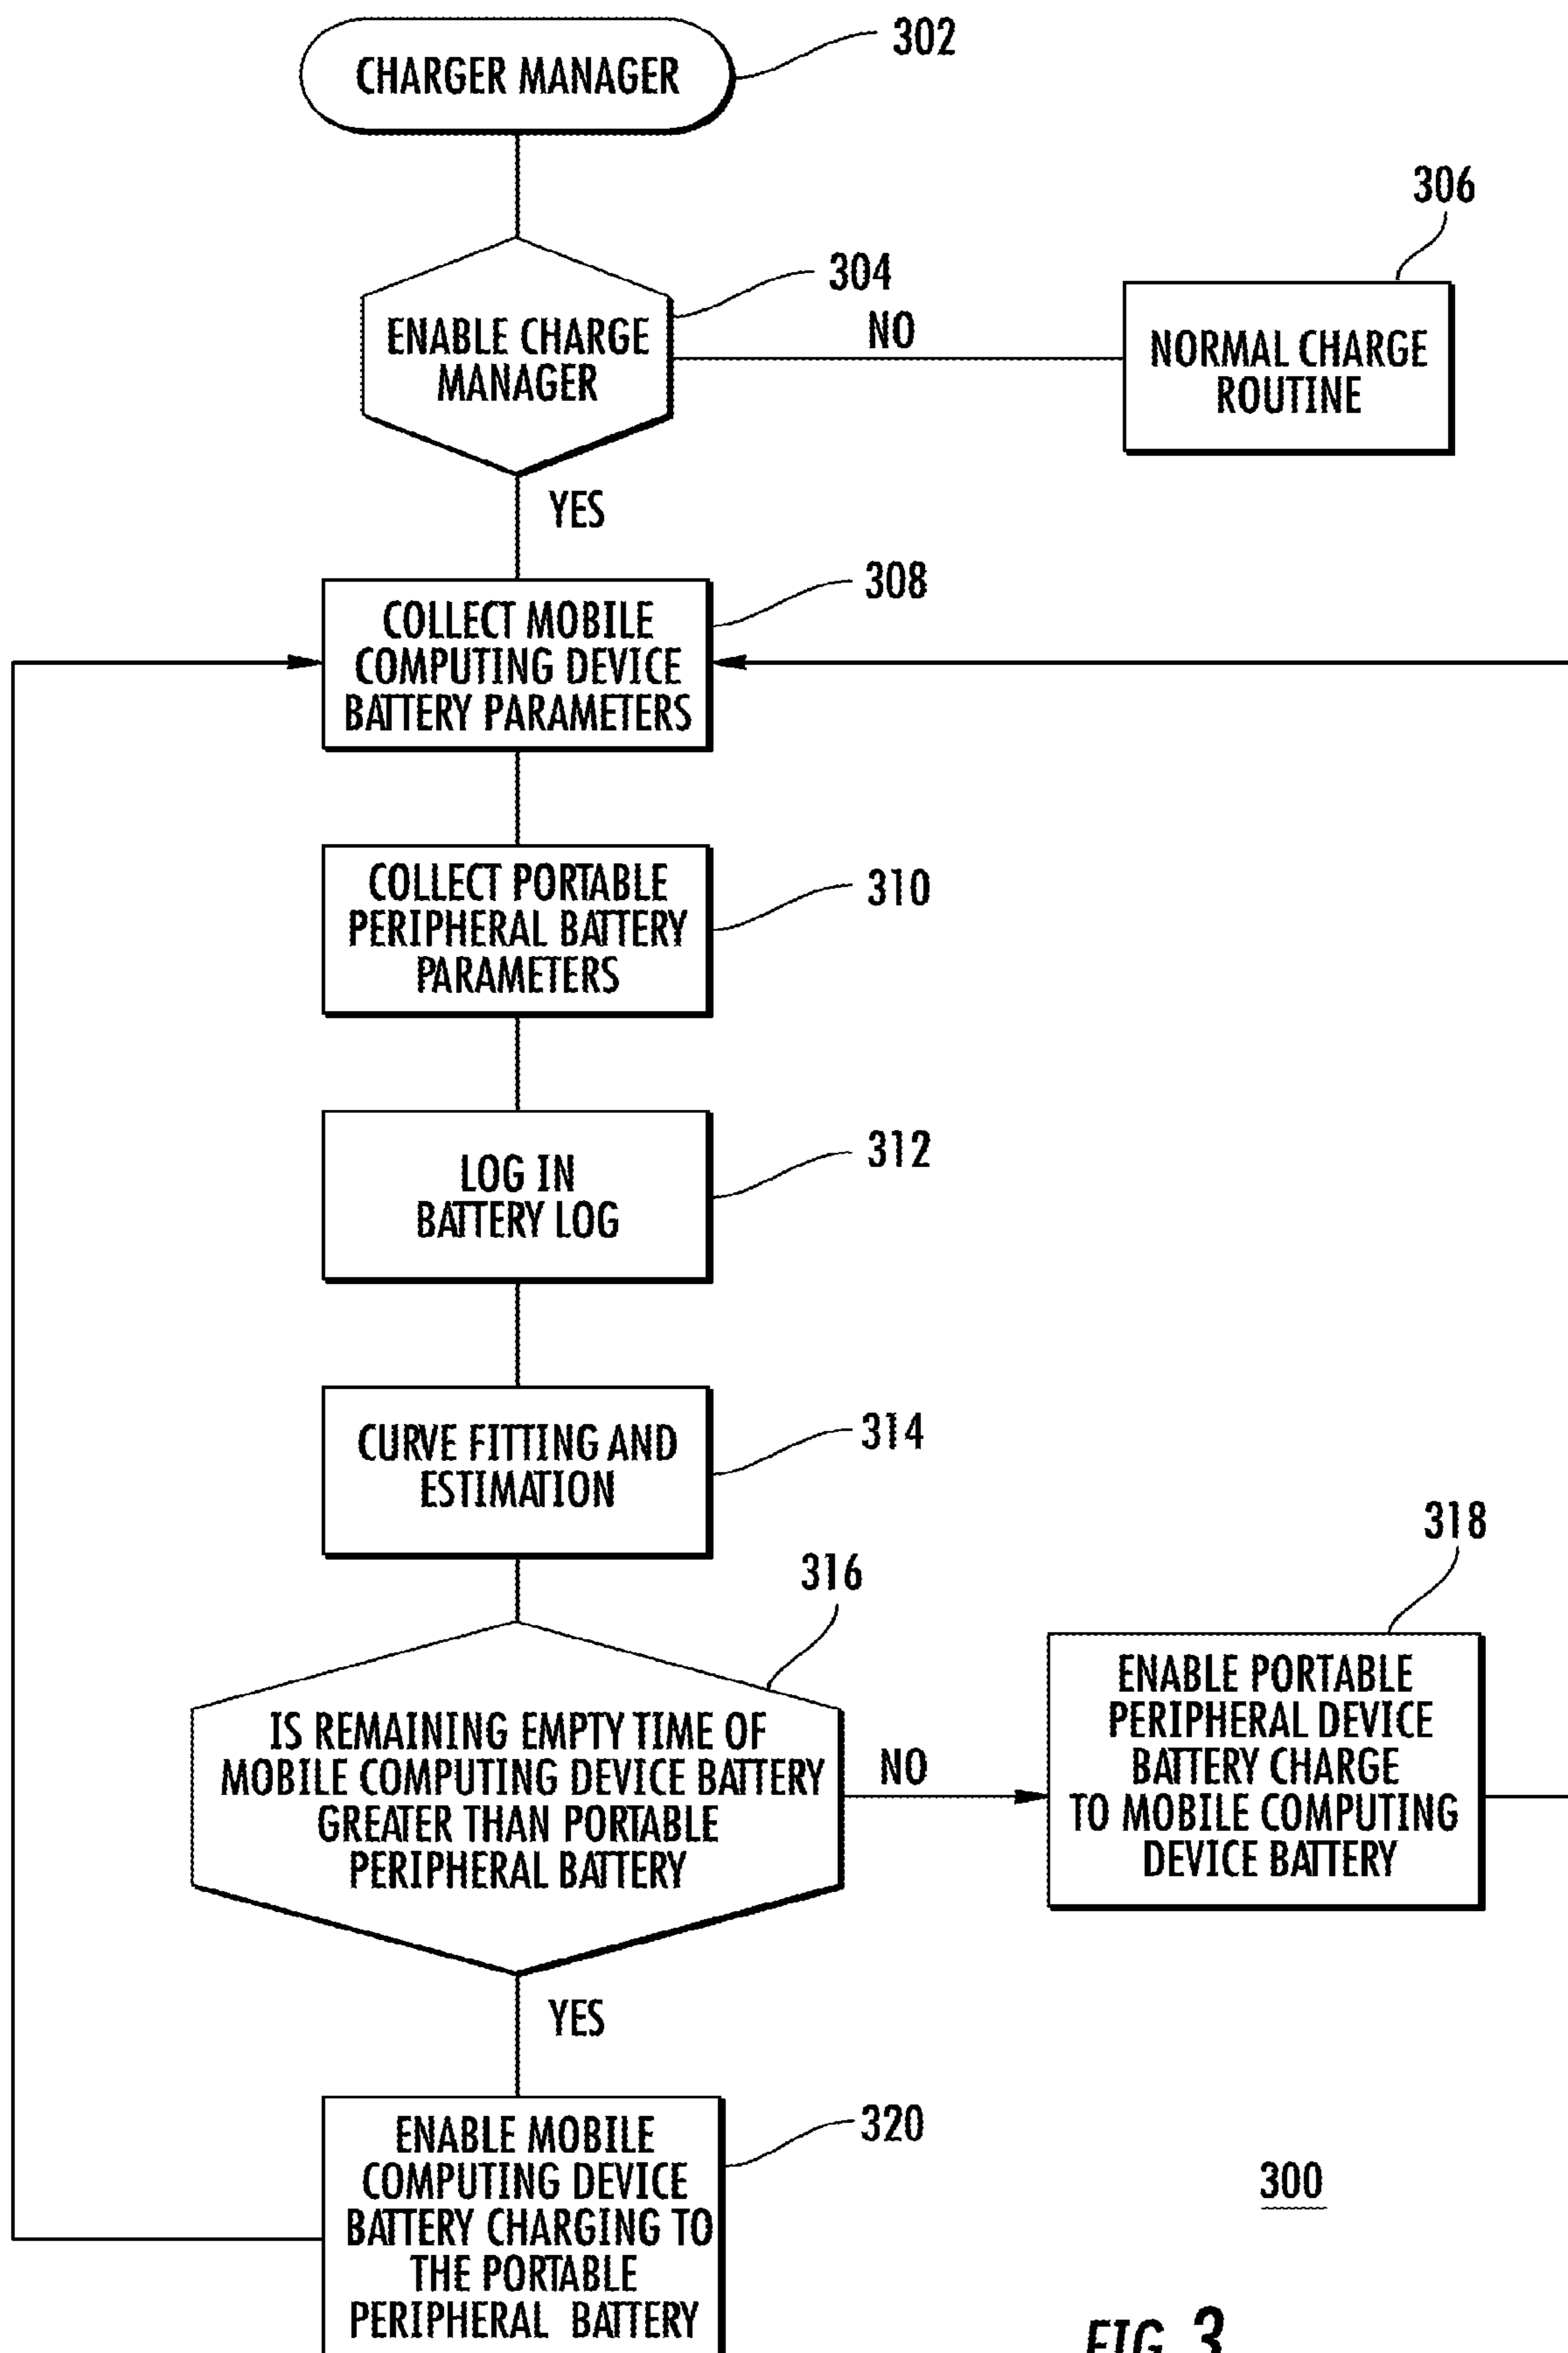 CHARGER MANAGER
302
304
ENABLE CHARGE
MANAGER
NO
306
NORMAL CHARGE
ROUTINE
YES
308
COLLECT MOBILE
COMPUTING DEVICE
BATTERY PARAMETERS
310
COLLECT PORTABLE
PERIPHERAL BATTERY
PARAMETERS
312
LOG IN
BATTERY LOG
314
CURVE FITTING AND
ESTIMATION
316
IS REMAINING EMPTY TIME OF
MOBILE COMPUTING DEVICE BATTERY
GREATER THAN PORTABLE
PERIPHERAL BATTERY
NO
318
ENABLE PORTABLE
PERIPHERAL DEVICE
BATTERY CHARGE
TO MOBILE COMPUTING
DEVICE BATTERY
YES
320
ENABLE MOBILE
COMPUTING DEVICE
BATTERY CHARGING TO
THE PORTABLE
PERIPHERAL BATTERY
300
FIG. 3